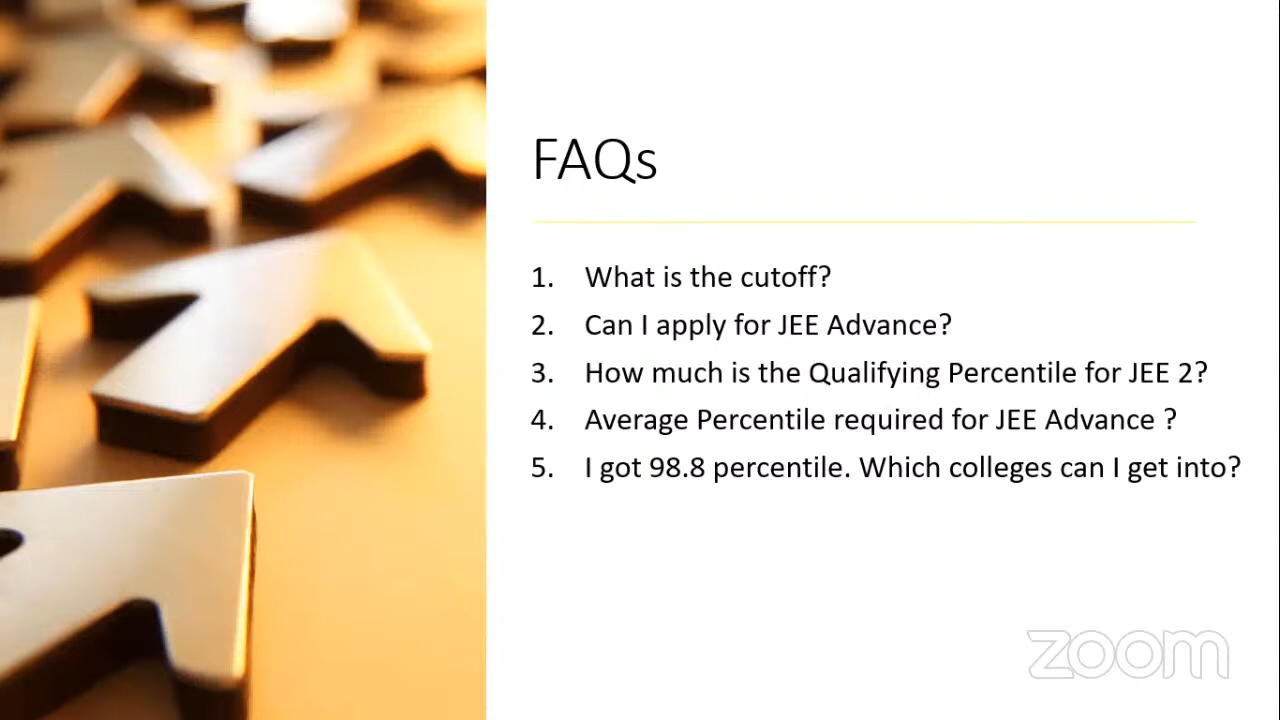 FAQs
1. What is the cutoff?
2. Can I apply for JEE Advance?
3. How much is the Qualifying Percentile for JEE 2?
4. Average Percentile required for JEE Advance ?
5. I got 98.8 percentile. Which colleges can I get into?
zoom